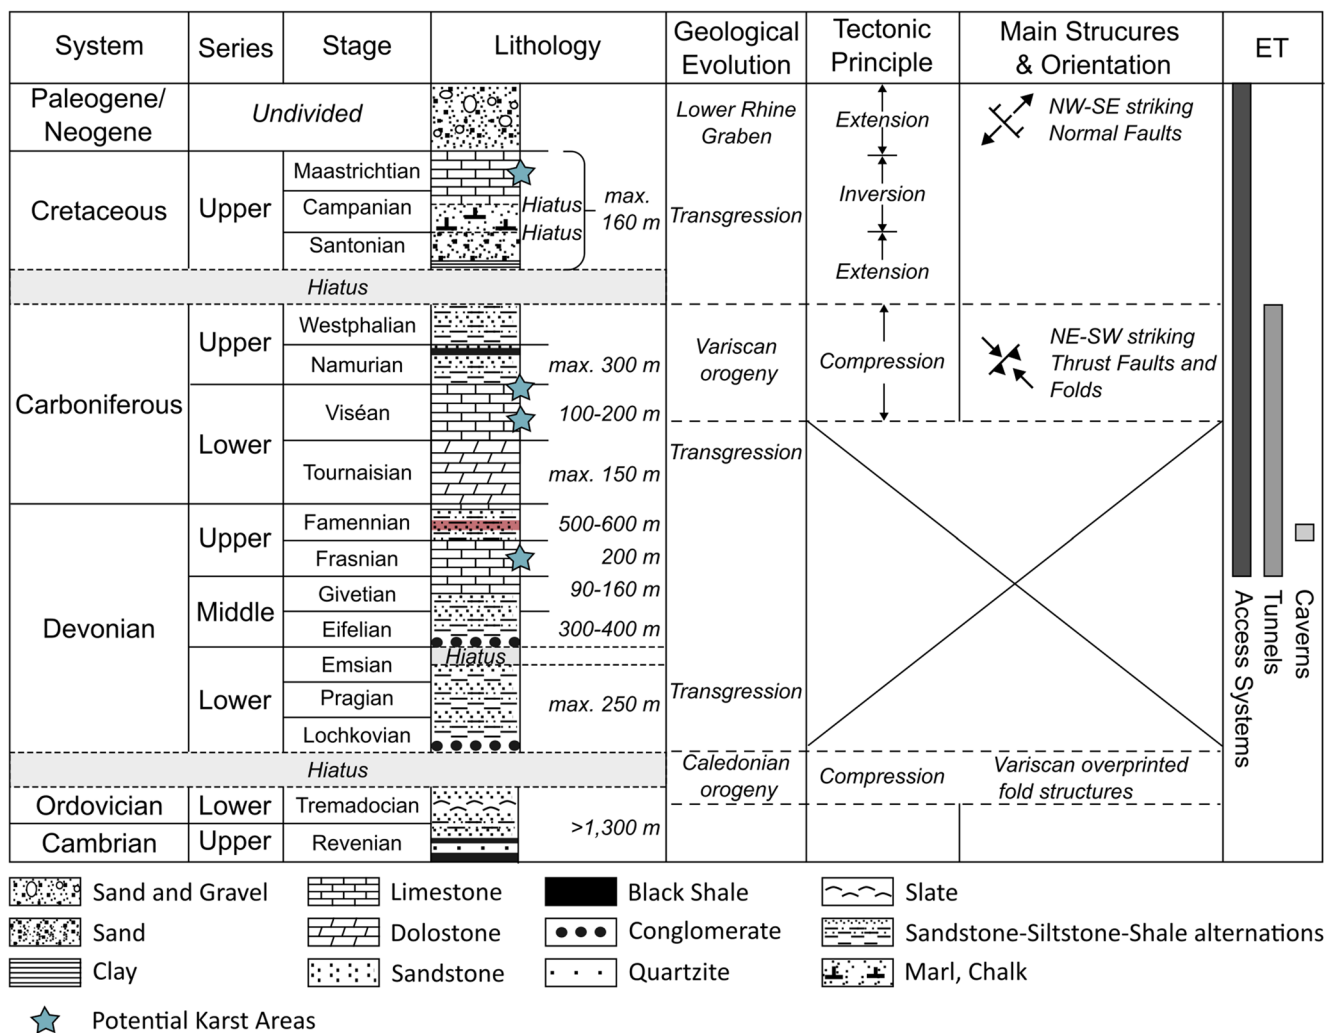 System
Series
Stage
Lithology
Geological
Evolution
Tectonic
Principle
Main Strucures
& Orientation
ET
Paleogene/
Neogene
Undivided
Lower Rhine
Graben
Extension
NW-SE striking
Normal Faults
Cretaceous
Upper
Maastrichtian
Campanian
Santonian
Hiatus
Hiatus
max.
160 m
Transgression
Inversion
Extension
Hiatus
Carboniferous
Upper
Westphalian
Namurian
max. 300 m
Variscan
orogeny
Compression
NE-SW striking
Thrust Faults and
Folds
Lower
Viséan
100-200 m
Tournaisian
max. 150 m
Transgression
Devonian
Upper
Famennian
500-600 m
Frasnian
200 m
Middle
Givetian
90-160 m
Eifelian
300-400 m
Lower
Emsian
Hiatus
Pragian
max. 250 m
Lochkovian
Transgression
Access Systems
Tunnels
Caverns
Hiatus
Caledonian
orogeny
Compression
Variscan overprinted
fold structures
Ordovician
Lower
Tremadocian
>1,300 m
Cambrian
Upper
Revenian
Sand and Gravel
Limestone
Black Shale
Slate
Sand
Dolostone
Conglomerate
Sandstone-Siltstone-Shale alternations
Clay
Sandstone
Quartzite
Marl, Chalk
Potential Karst Areas